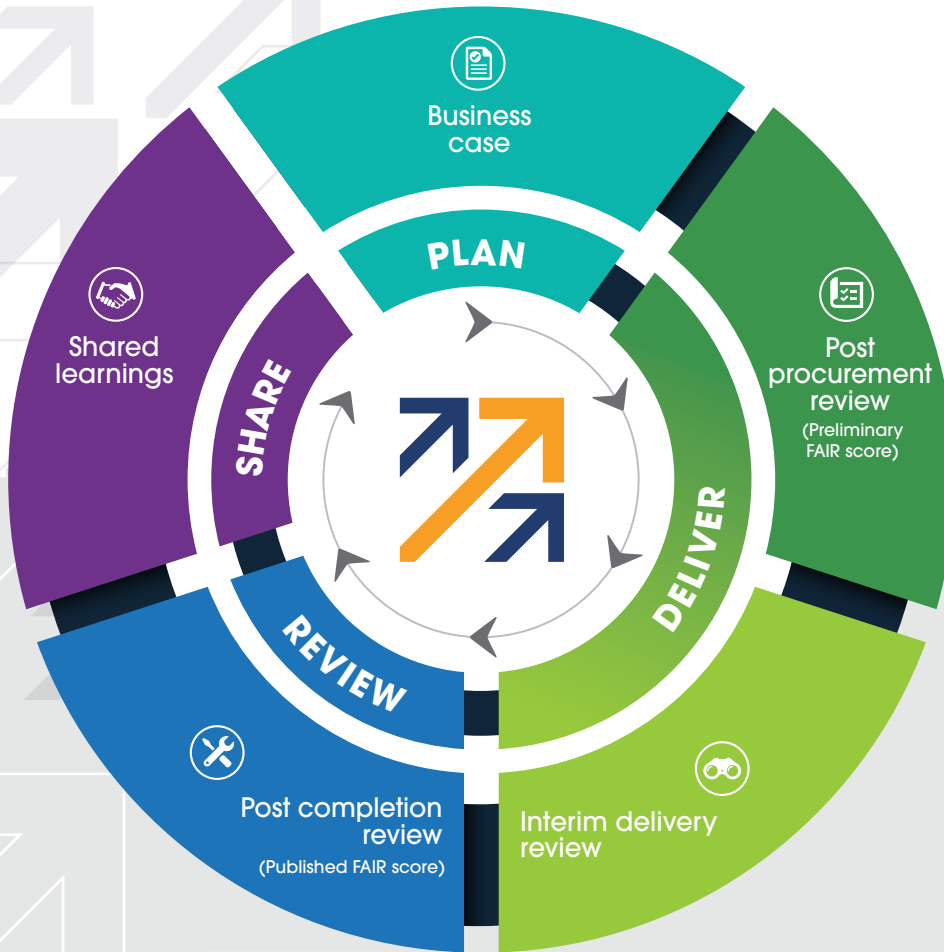 Business
case
PLAN
Post
procurement
review
(Preliminary
FAIR score)
DELIVER
Interim delivery
review
Post completion
review
(Published FAIR score)
REVIEW
Shared
learnings
SHARE